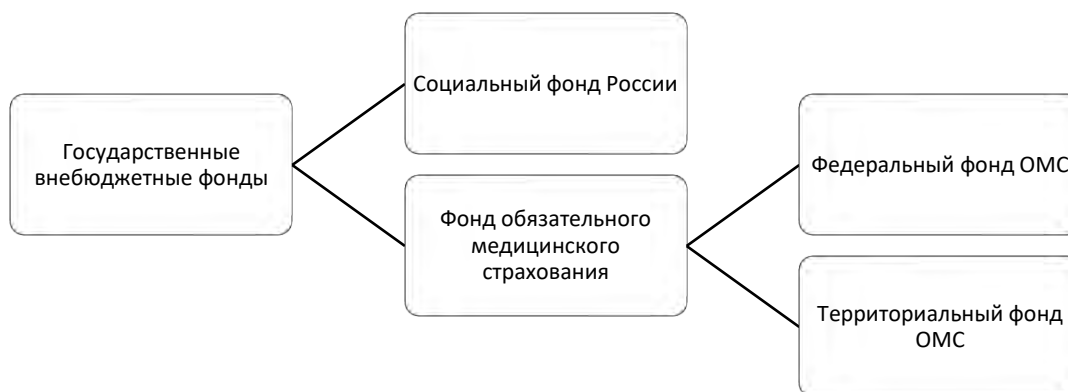 Государственные
внебюджетные фонды
Социальный фонд России
Фонд обязательного
медицинского
страхования
Федеральный фонд ОМС
Территориальный фонд
ОМС